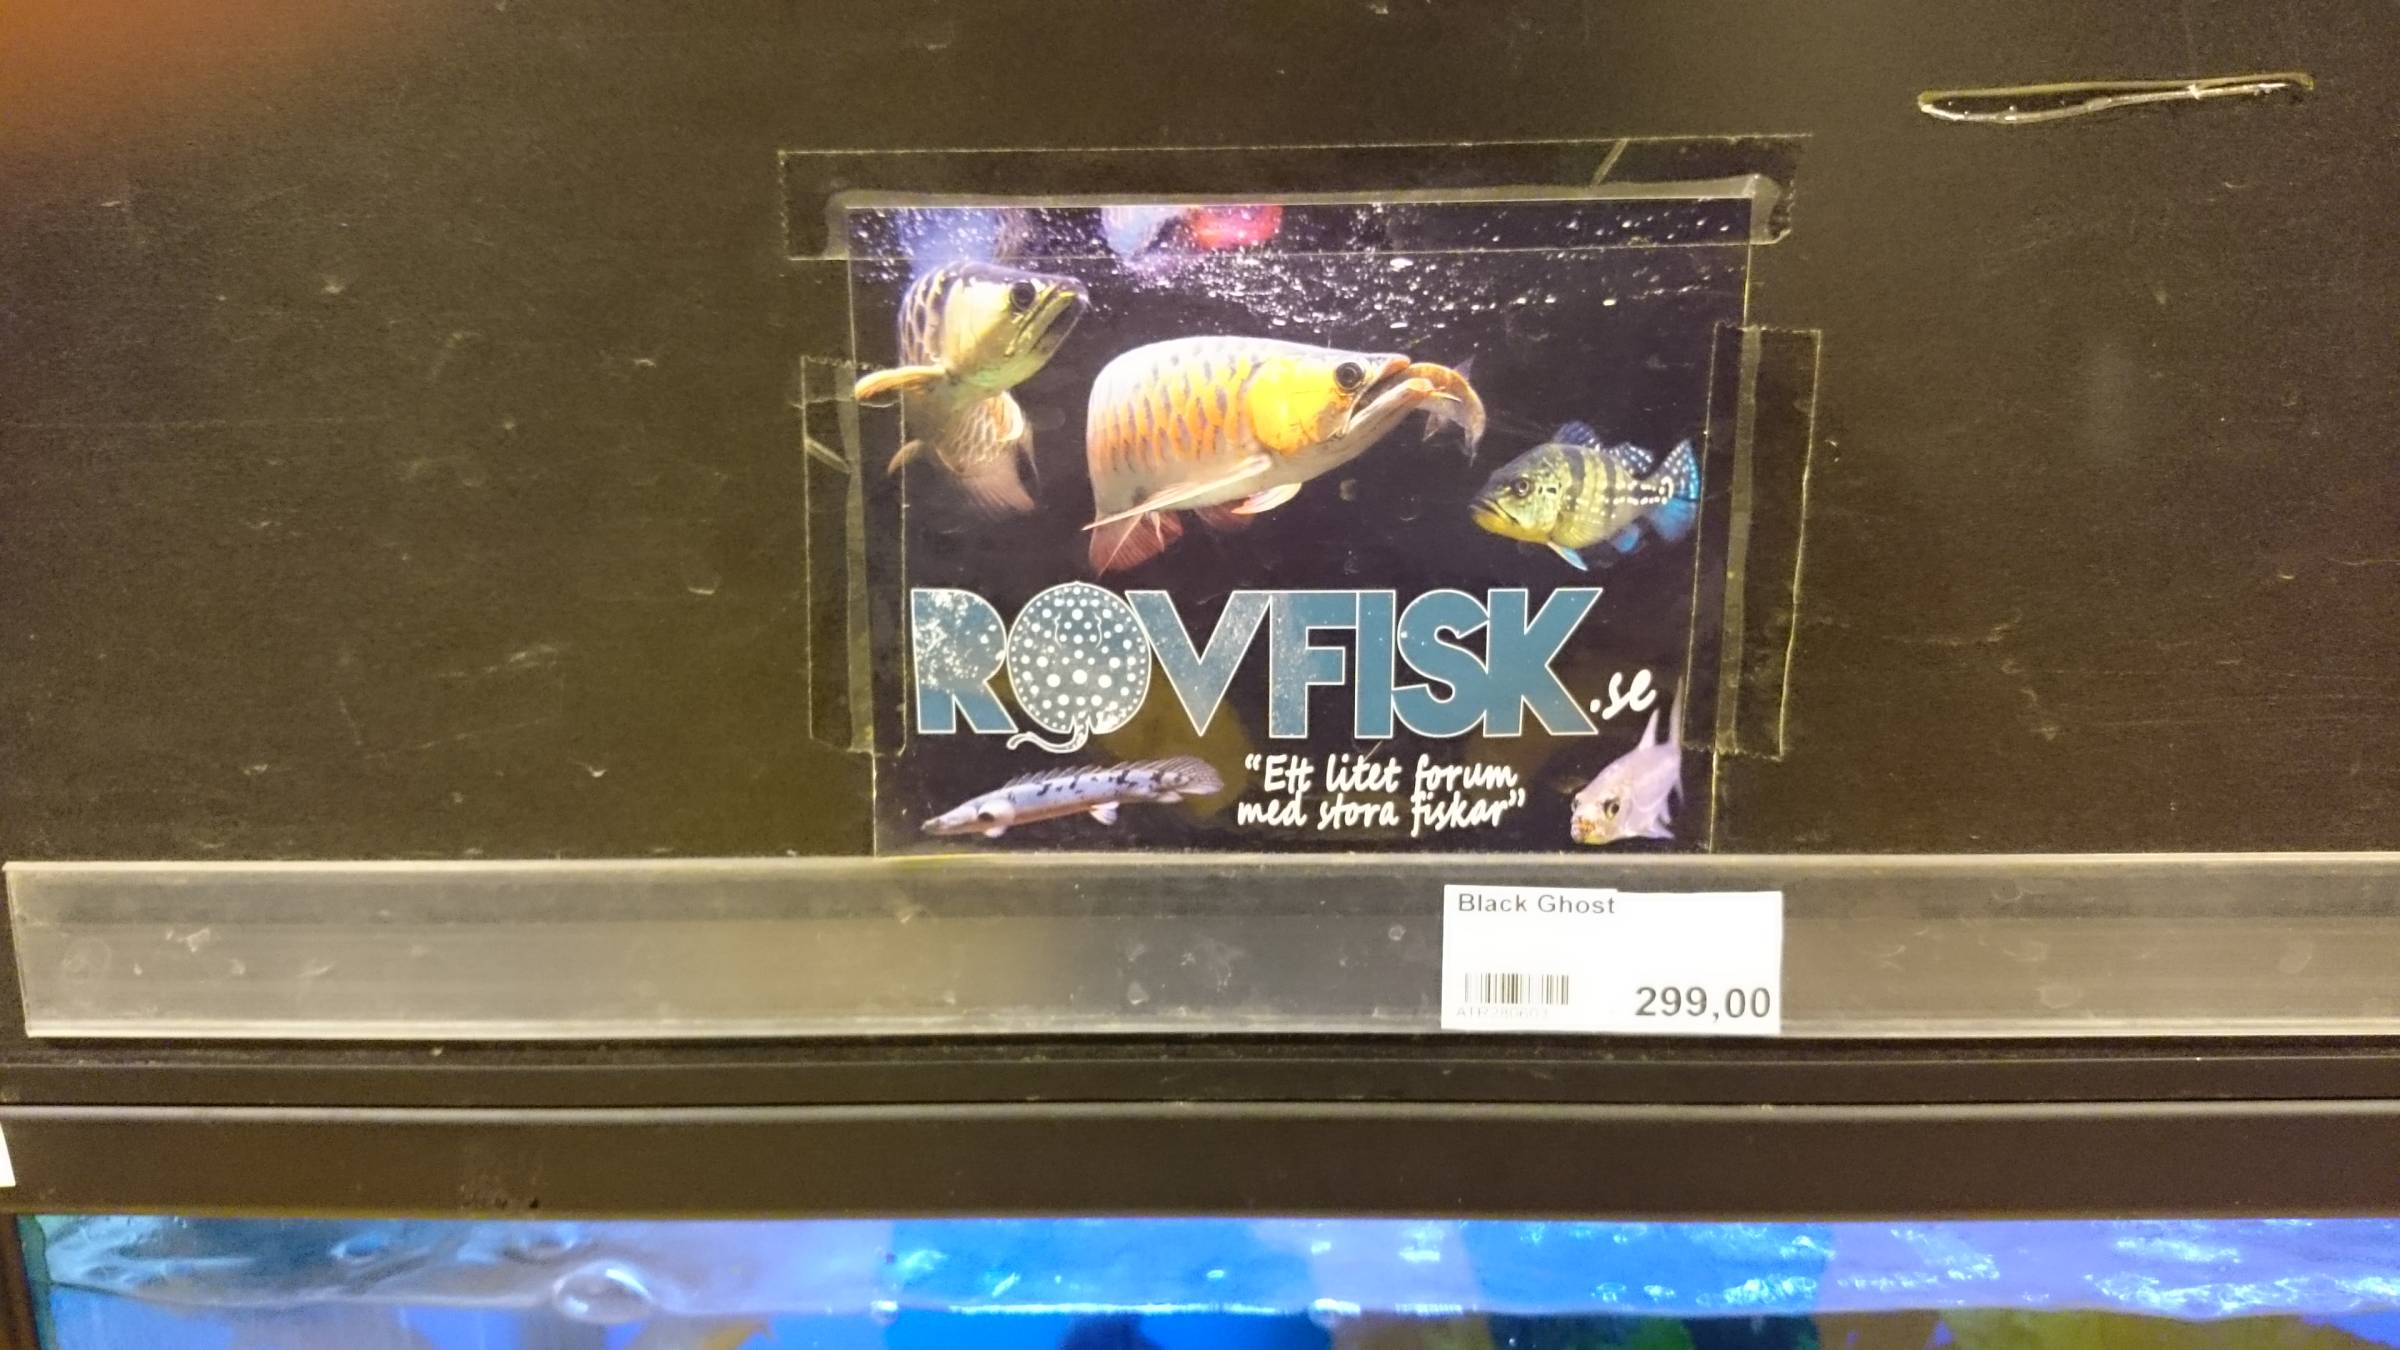 ROVFISK.se
"Ett litet forum
med stora fiskar"
Black Ghost
299,00